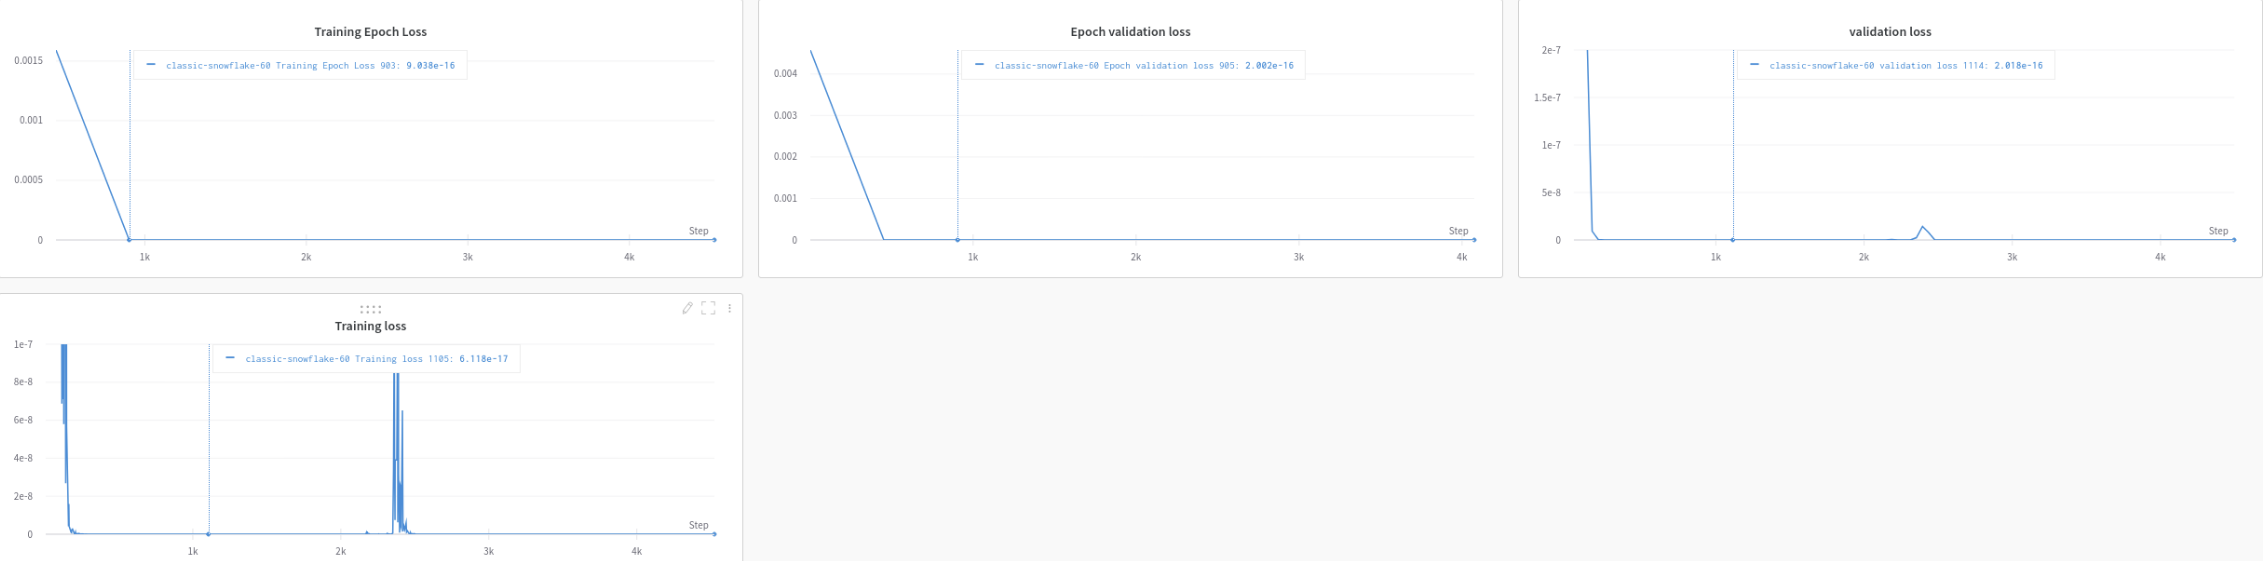 Training Epoch Loss
classic-snowflake-60 Training Epoch Loss 903: 9.038e-16
0.0015
0.001
0.0005
0
Step
1k 2k 3k 4k
Epoch validation loss
classic-snowflake-60 Epoch validation loss 905: 2.002e-16
0.004
0.003
0.002
0.001
0
Step
1k 2k 3k 4k
validation loss
2e-7
classic-snowflake-60 validation loss 1114: 2.018e-16
1.5e-7
1e-7
5e-8
0
Step
1k 2k 3k 4k
Training loss
1e-7
classic-snowflake-60 Training loss 1105: 6.118e-17
8e-8
6e-8
4e-8
2e-8
0
Step
1k 2k 3k 4k